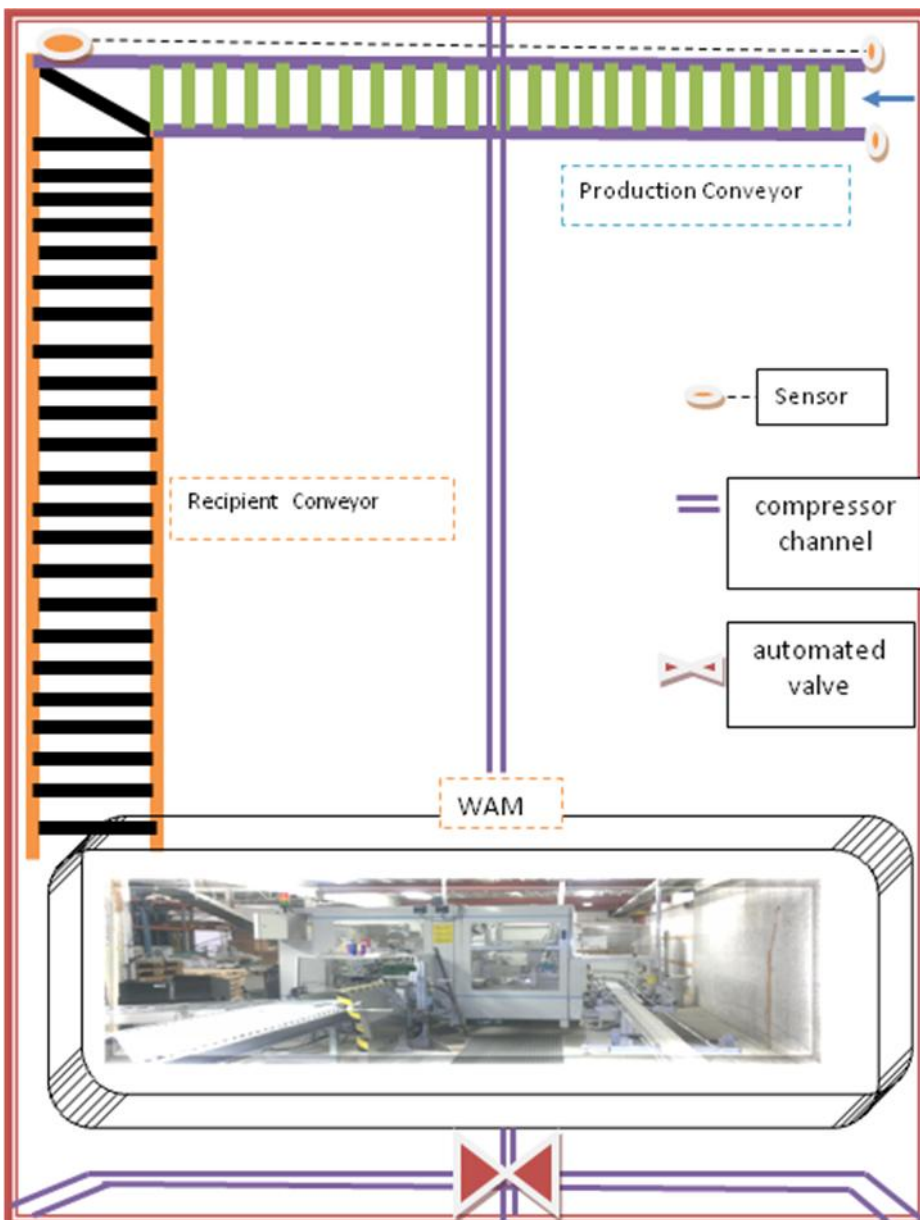 Production Conveyor
Sensor
Recipient Conveyor
compressor
channel
automated
valve
WAM